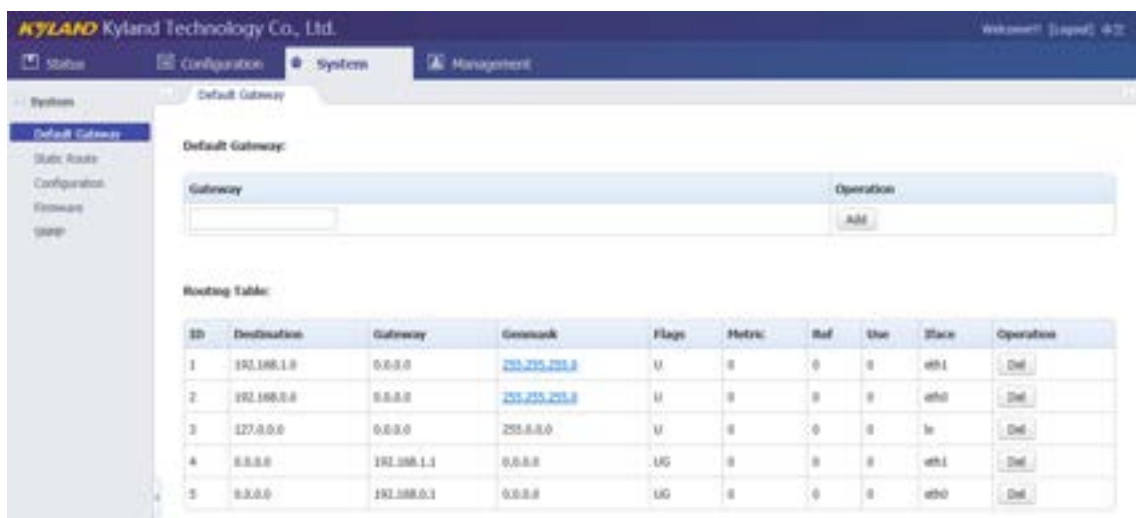 KYLAND Kyland Technology Co., Ltd.
Welcome!!! [Logout] 中文
Status Configuration System Management
System
Default Gateway
Default Gateway
Static Route
Configuration
Firmware
SNMP
Default Gateway:
Gateway Operation
Add
Routing Table:
ID Destination Gateway Genmask Flags Metric Ref Use Iface Operation
1 192.168.1.0 0.0.0.0 255.255.255.0 U 0 0 0 eth1 Del
2 192.168.0.0 0.0.0.0 255.255.255.0 U 0 0 0 eth0 Del
3 127.0.0.0 0.0.0.0 255.0.0.0 U 0 0 0 lo Del
4 0.0.0.0 192.168.1.1 0.0.0.0 UG 0 0 0 eth1 Del
5 0.0.0.0 192.168.0.1 0.0.0.0 UG 0 0 0 eth0 Del